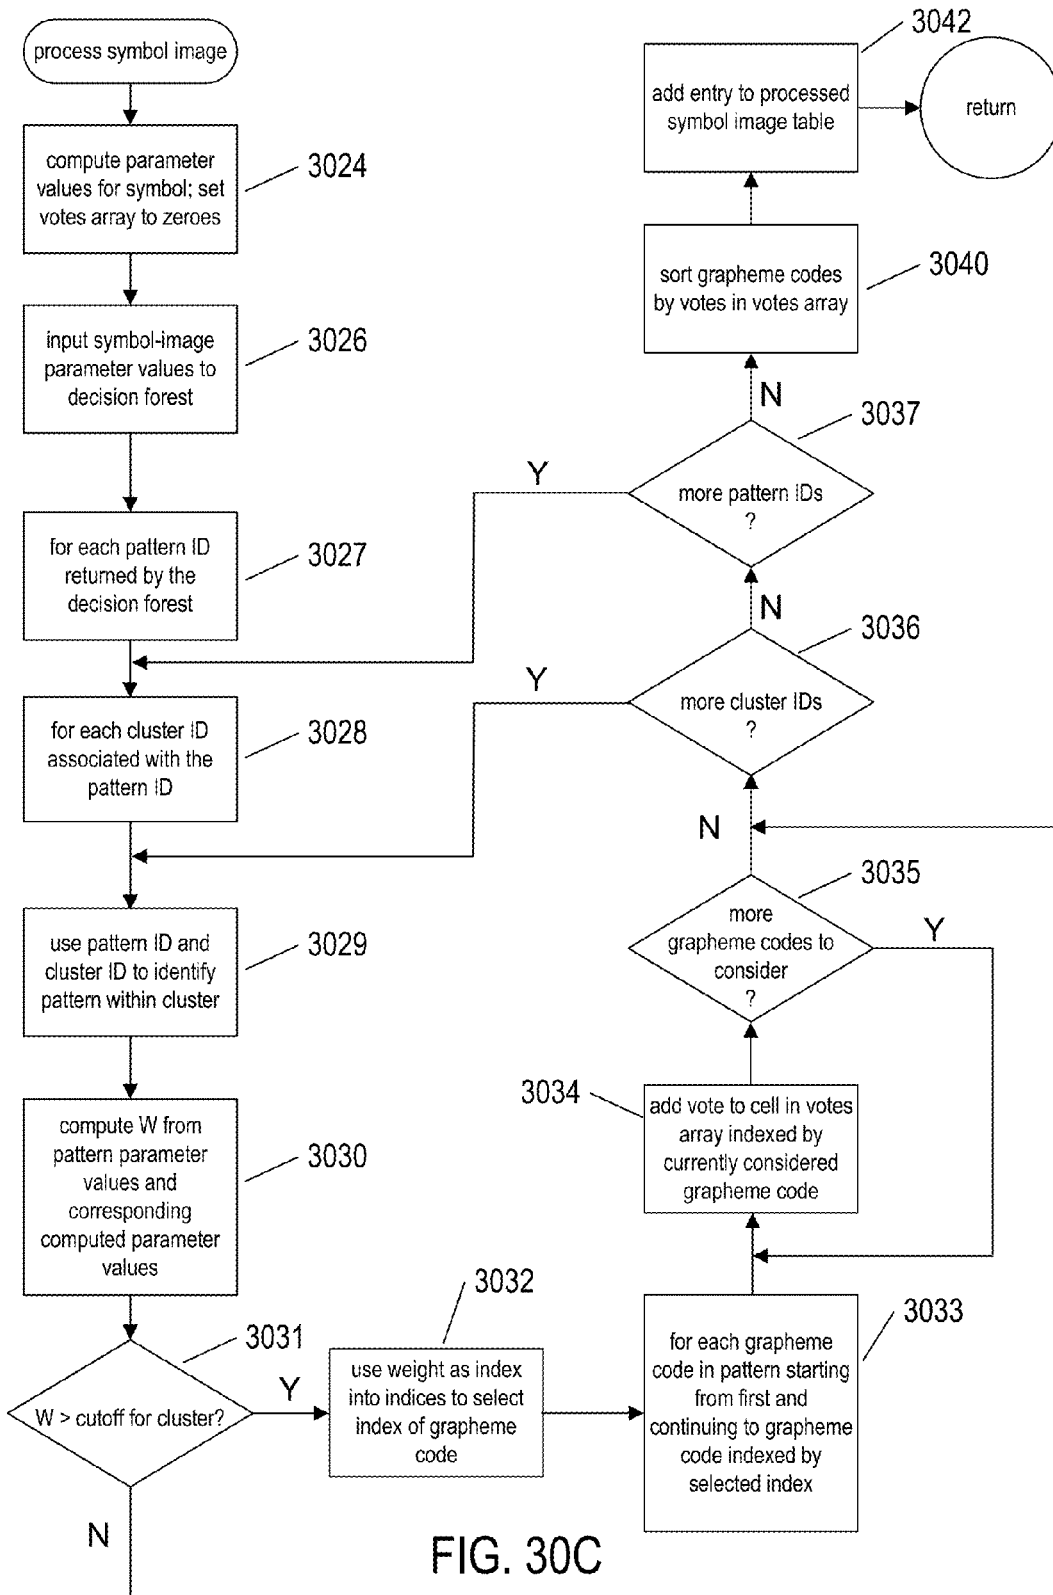 process symbol image
compute parameter
values for symbol; set
votes array to zeroes
3024
input symbol-image
parameter values to
decision forest
3026
for each pattern ID
returned by the
decision forest
3027
for each cluster ID
associated with the
pattern ID
3028
use pattern ID and
cluster ID to identify
pattern within cluster
3029
compute W from
pattern parameter
values and
corresponding
computed parameter
values
3030
W > cutoff for cluster?
3031
Y
N
use weight as index
into indices to select
index of grapheme
code
3032
for each grapheme
code in pattern starting
from first and
continuing to grapheme
code indexed by
selected index
3033
add vote to cell in votes
array indexed by
currently considered
grapheme code
3034
more
grapheme codes to
consider
?
3035
Y
N
more cluster IDs
?
3036
Y
N
more pattern IDs
?
3037
Y
N
sort grapheme codes
by votes in votes array
3040
add entry to processed
symbol image table
3042
return
FIG. 30C